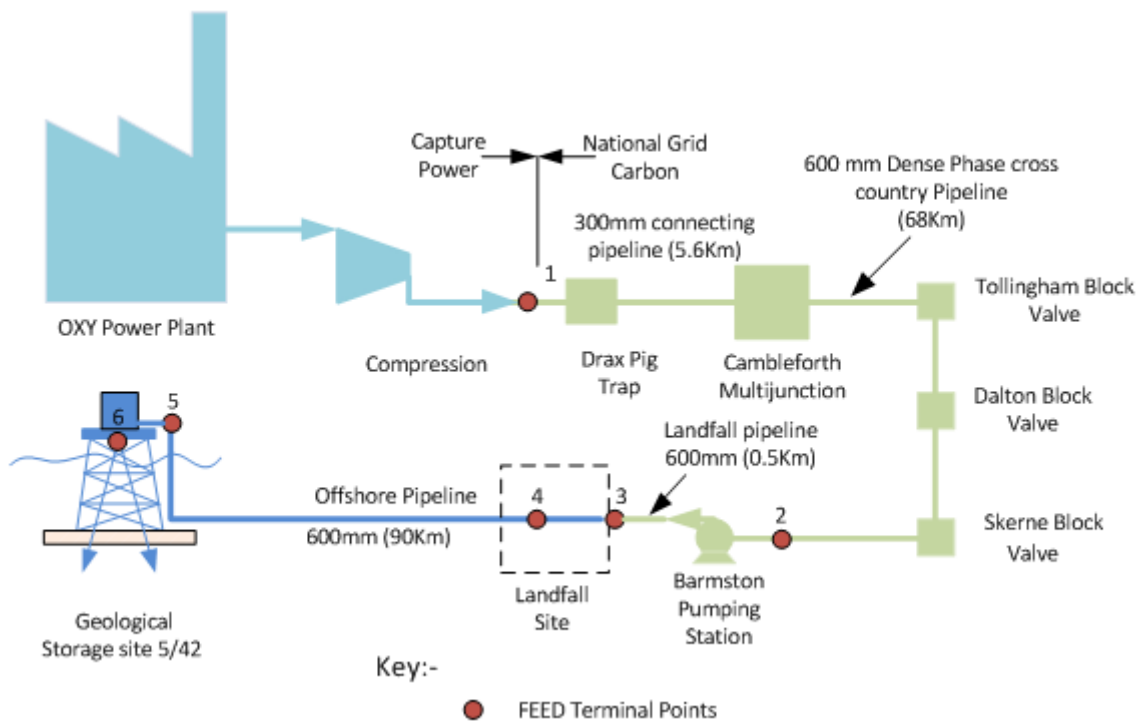 Capture
Power
National Grid
Carbon
600 mm Dense Phase cross
country Pipeline
(68Km)
300mm connecting
pipeline (5.6Km)
1
OXY Power Plant
Compression
Drax Pig
Trap
Cambleforth
Multijunction
Tollingham Block
Valve
Dalton Block
Valve
Skerne Block
Valve
Landfall pipeline
600mm (0.5Km)
2
Barmston
Pumping
Station
3
4
Landfall
Site
Offshore Pipeline
600mm (90Km)
5
6
Geological
Storage site 5/42
Key:-
FEED Terminal Points